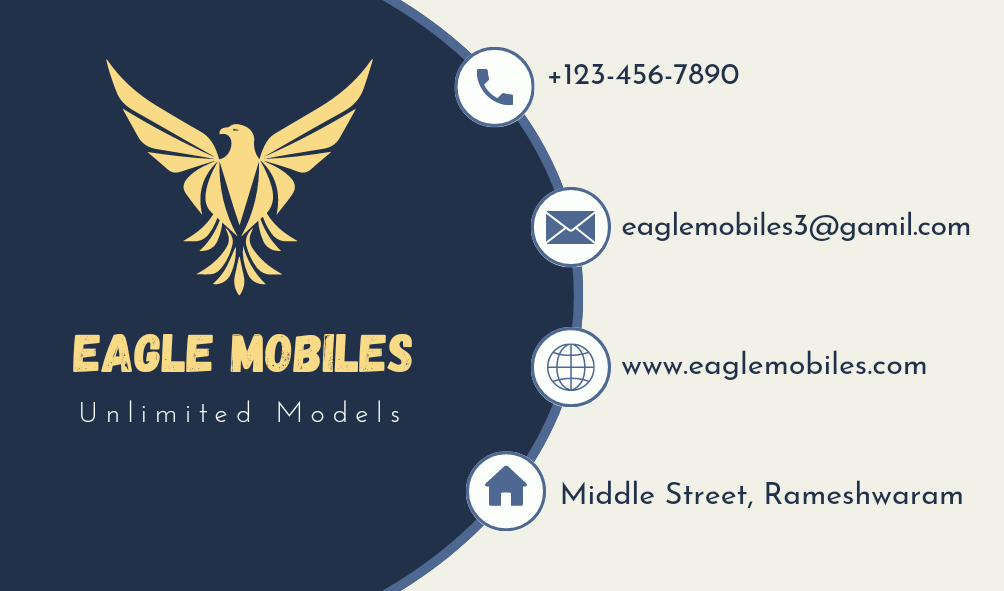 EAGLE MOBILES
Unlimited Models
+123-456-7890
eaglemobiles3@gamil.com
www.eaglemobiles.com
Middle Street, Rameshwaram